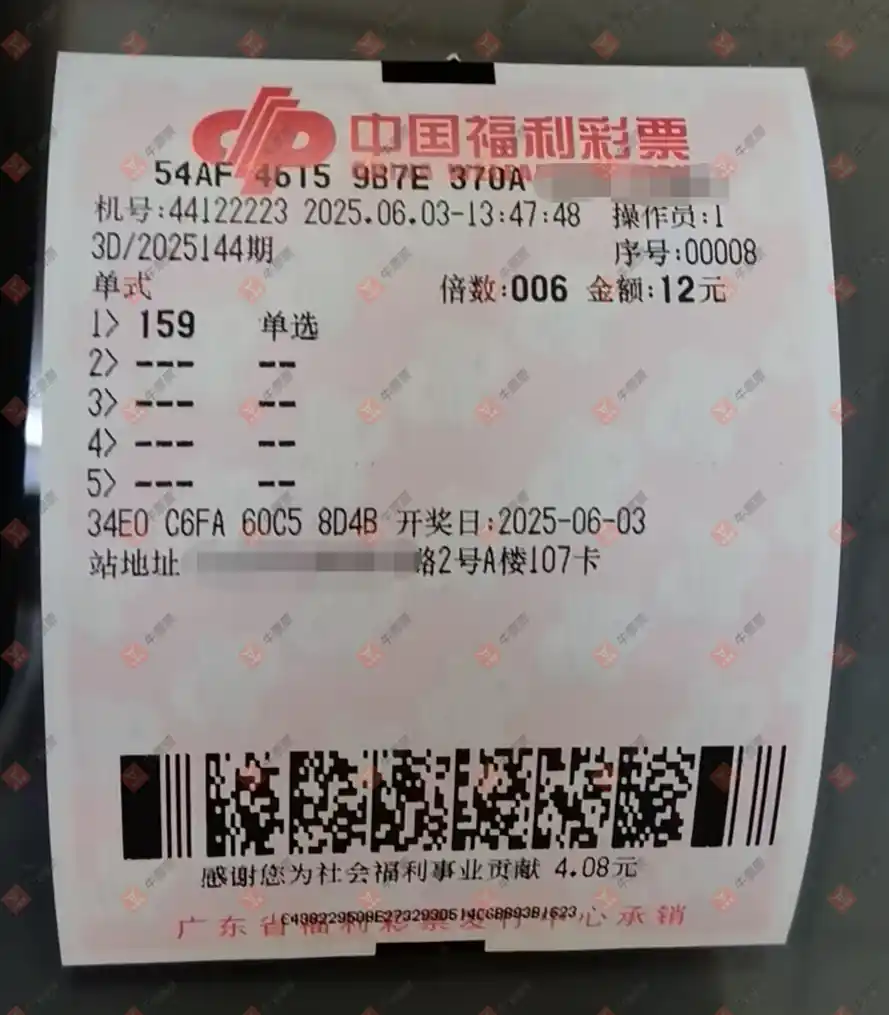 中国福利彩票
54AF 4615 9B7E 370A
机号:44122223 2025.06.03-13:47:48 操作员:1
3D/2025144期 序号:00008
单式 倍数:006 金额:12元
1> 159 单选
2> --- --
3> --- --
4> --- --
5> --- --
34E0 C6FA 60C5 8D4B 开奖日:2025-06-03
站地址 路2号A楼107卡
感谢您为社会福利事业贡献 4.08元
广东省福利彩票发行中心承销